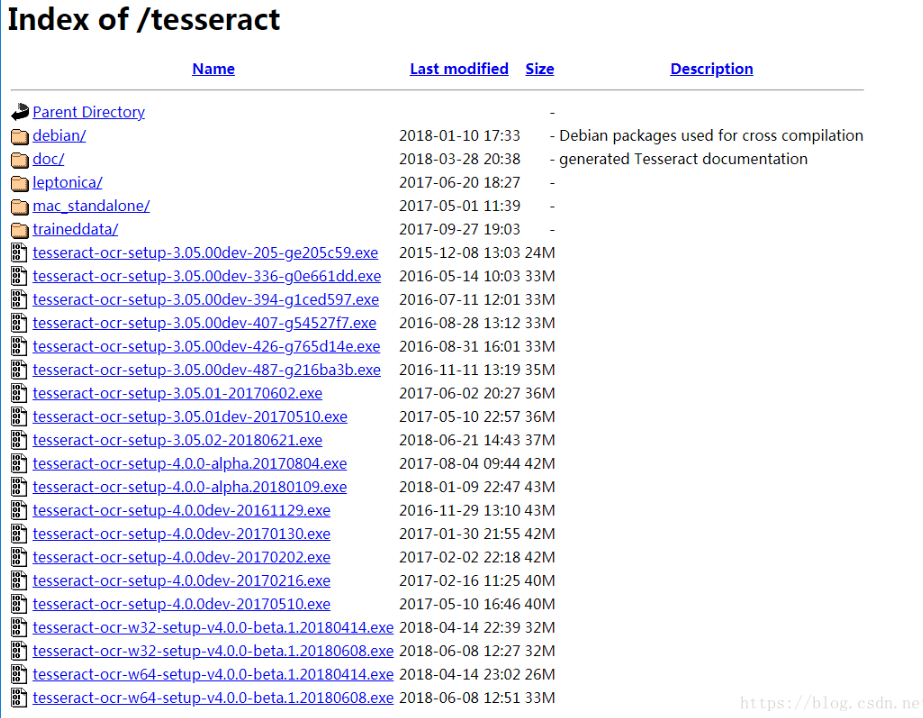 Index of /tesseract
Name Last modified Size Description
Parent Directory -
debian/ 2018-01-10 17:33 - Debian packages used for cross compilation
doc/ 2018-03-28 20:38 - generated Tesseract documentation
leptonica/ 2017-06-20 18:27 -
mac_standalone/ 2017-05-01 11:39 -
traineddata/ 2017-09-27 19:03 -
tesseract-ocr-setup-3.05.00dev-205-ge205c59.exe 2015-12-08 13:03 24M
tesseract-ocr-setup-3.05.00dev-336-g0e661dd.exe 2016-05-14 10:03 33M
tesseract-ocr-setup-3.05.00dev-394-g1ced597.exe 2016-07-11 12:01 33M
tesseract-ocr-setup-3.05.00dev-407-g54527f7.exe 2016-08-28 13:12 33M
tesseract-ocr-setup-3.05.00dev-426-g765d14e.exe 2016-08-31 16:01 33M
tesseract-ocr-setup-3.05.00dev-487-g216ba3b.exe 2016-11-11 13:19 35M
tesseract-ocr-setup-3.05.01-20170602.exe 2017-06-02 20:27 36M
tesseract-ocr-setup-3.05.01dev-20170510.exe 2017-05-10 22:57 36M
tesseract-ocr-setup-3.05.02-20180621.exe 2018-06-21 14:43 37M
tesseract-ocr-setup-4.0.0-alpha.20170804.exe 2017-08-04 09:44 42M
tesseract-ocr-setup-4.0.0-alpha.20180109.exe 2018-01-09 22:47 43M
tesseract-ocr-setup-4.0.0dev-20161129.exe 2016-11-29 13:10 43M
tesseract-ocr-setup-4.0.0dev-20170130.exe 2017-01-30 21:55 42M
tesseract-ocr-setup-4.0.0dev-20170202.exe 2017-02-02 22:18 42M
tesseract-ocr-setup-4.0.0dev-20170216.exe 2017-02-16 11:25 40M
tesseract-ocr-setup-4.0.0dev-20170510.exe 2017-05-10 16:46 40M
tesseract-ocr-w32-setup-v4.0.0-beta.1.20180414.exe 2018-04-14 22:39 32M
tesseract-ocr-w32-setup-v4.0.0-beta.1.20180608.exe 2018-06-08 12:27 32M
tesseract-ocr-w64-setup-v4.0.0-beta.1.20180414.exe 2018-04-14 23:02 26M
tesseract-ocr-w64-setup-v4.0.0-beta.1.20180608.exe 2018-06-08 12:51 33M
https://blog.csdn.ne